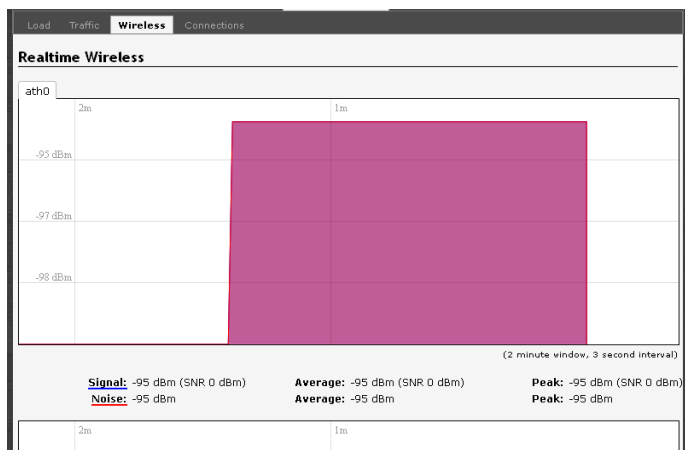 Load Traffic Wireless Connections
Realtime Wireless
ath0
2m 1m
-95 dBm
-97 dBm
-98 dBm
(2 minute window, 3 second interval)
Signal: -95 dBm (SNR 0 dBm) Average: -95 dBm (SNR 0 dBm) Peak: -95 dBm (SNR 0 dBm)
Noise: -95 dBm Average: -95 dBm Peak: -95 dBm
2m 1m